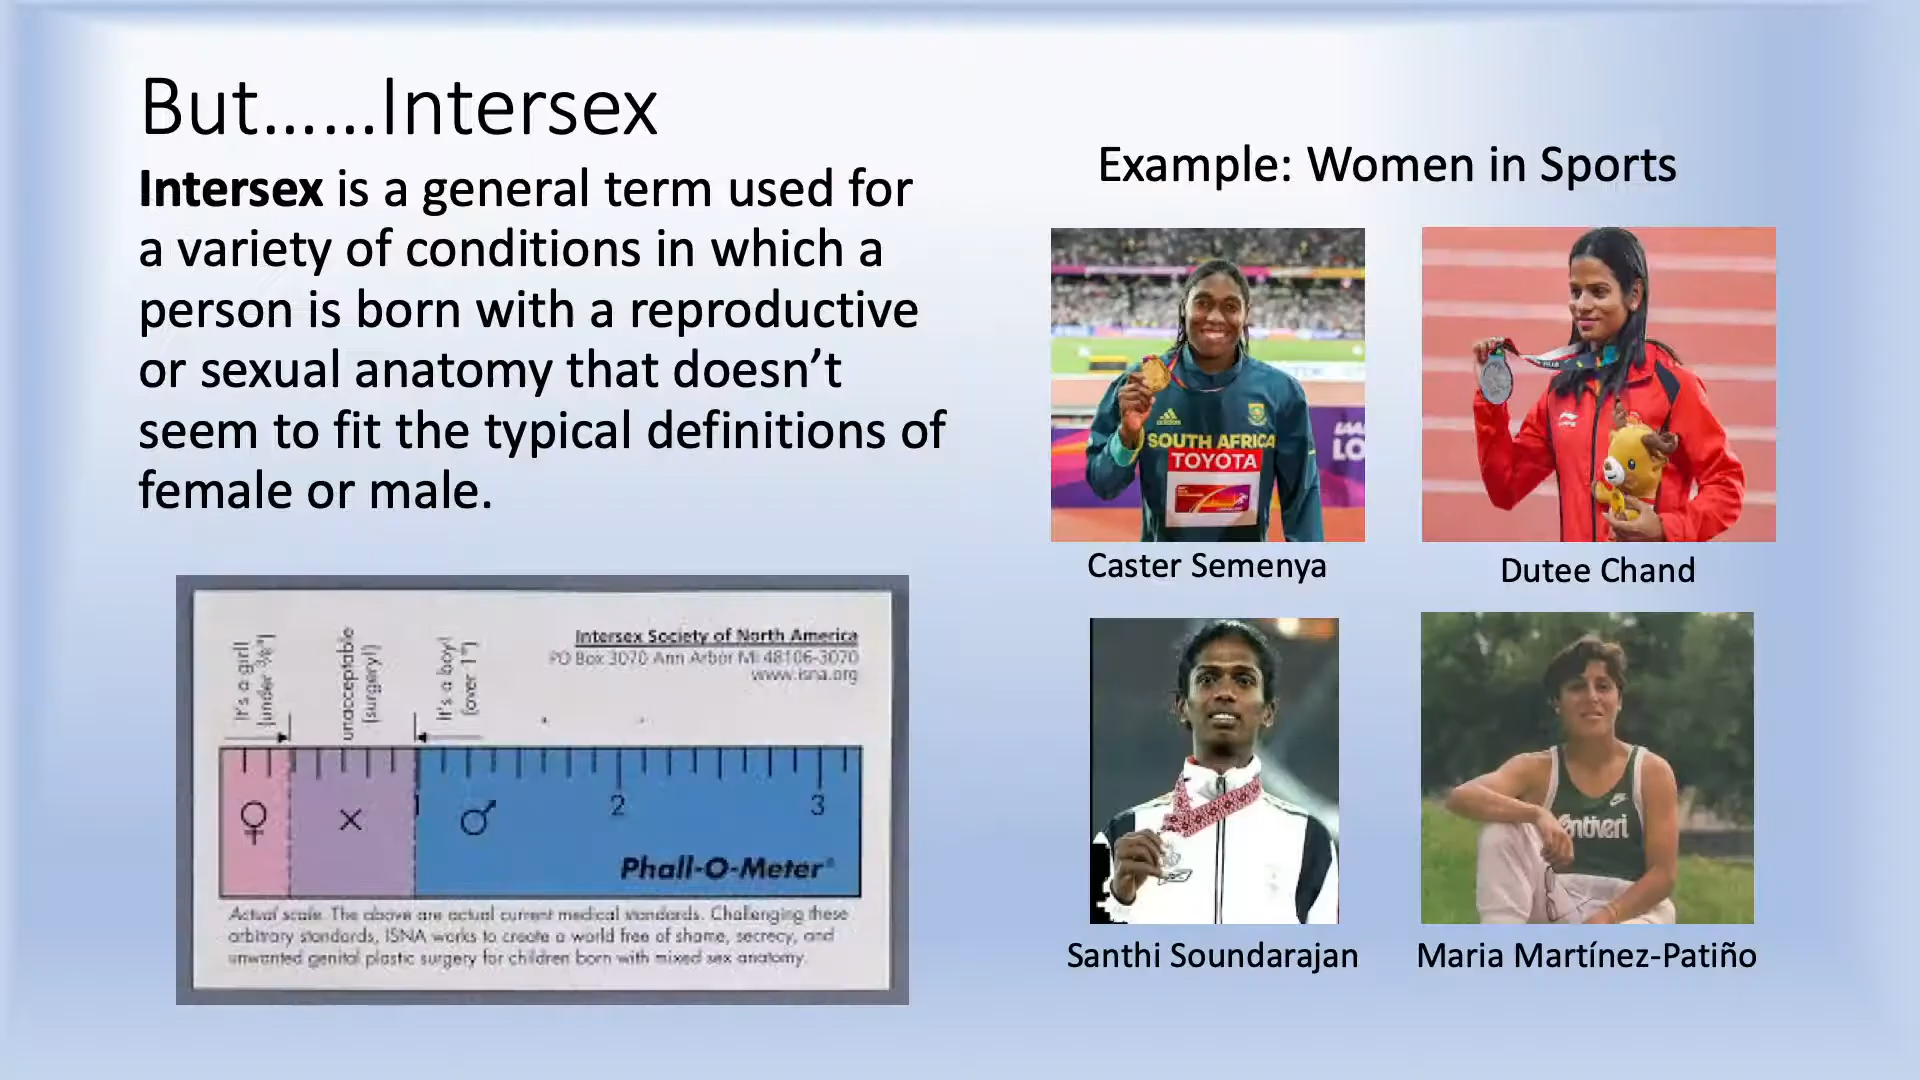 But......Intersex
Intersex is a general term used for
a variety of conditions in which a
person is born with a reproductive
or sexual anatomy that doesn't
seem to fit the typical definitions of
female or male.
It's a girl!
(under ⅜")
unacceptable
(surgery!)
It's a boy!
(over 1")
Intersex Society of North America
PO Box 3070 Ann Arbor MI 48106-3070
www.isna.org
1
2
3
Phall-O-Meter
Actual scale. The above are actual current medical standards. Challenging these
arbitrary standards, ISNA works to create a world free of shame, secrecy, and
unwanted genital plastic surgery for children born with mixed sex anatomy.
Example: Women in Sports
adidas
SOUTH AFRICA
TOYOTA
LO
Caster Semenya
Dutee Chand
Santhi Soundarajan
Maria Martínez-Patiño